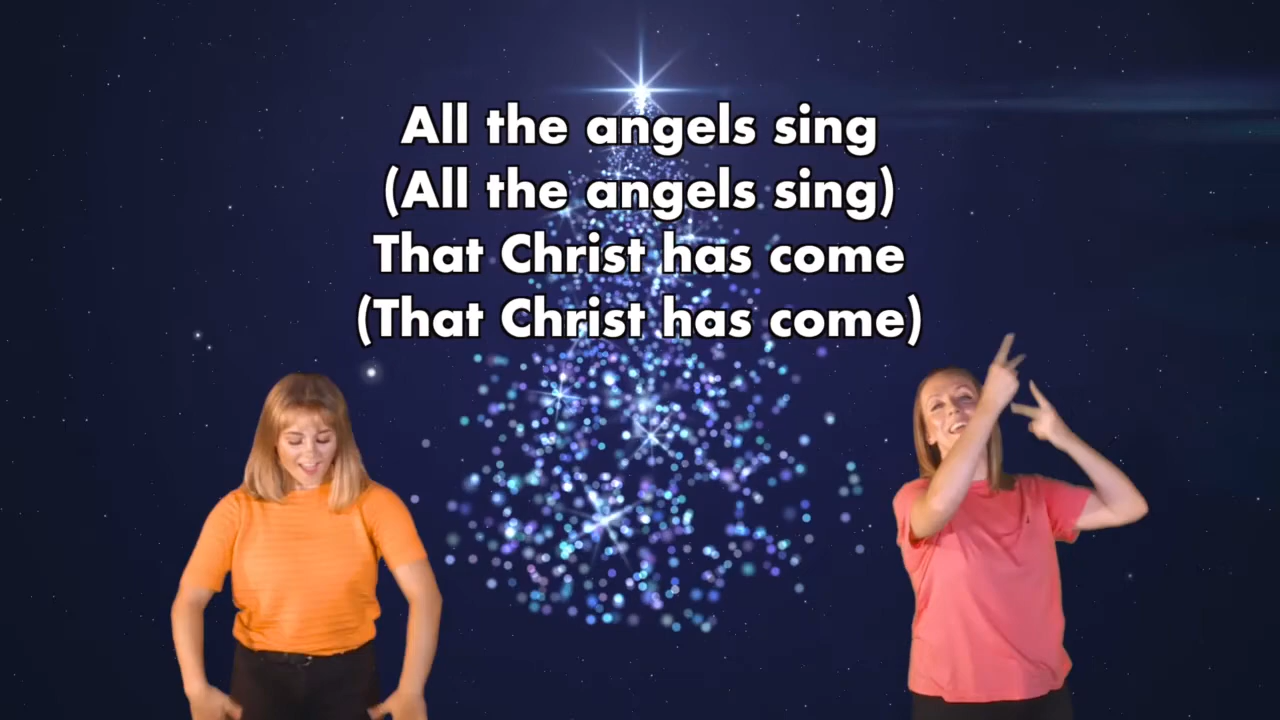 All the angels sing
(All the angels sing)
That Christ has come
(That Christ has come)